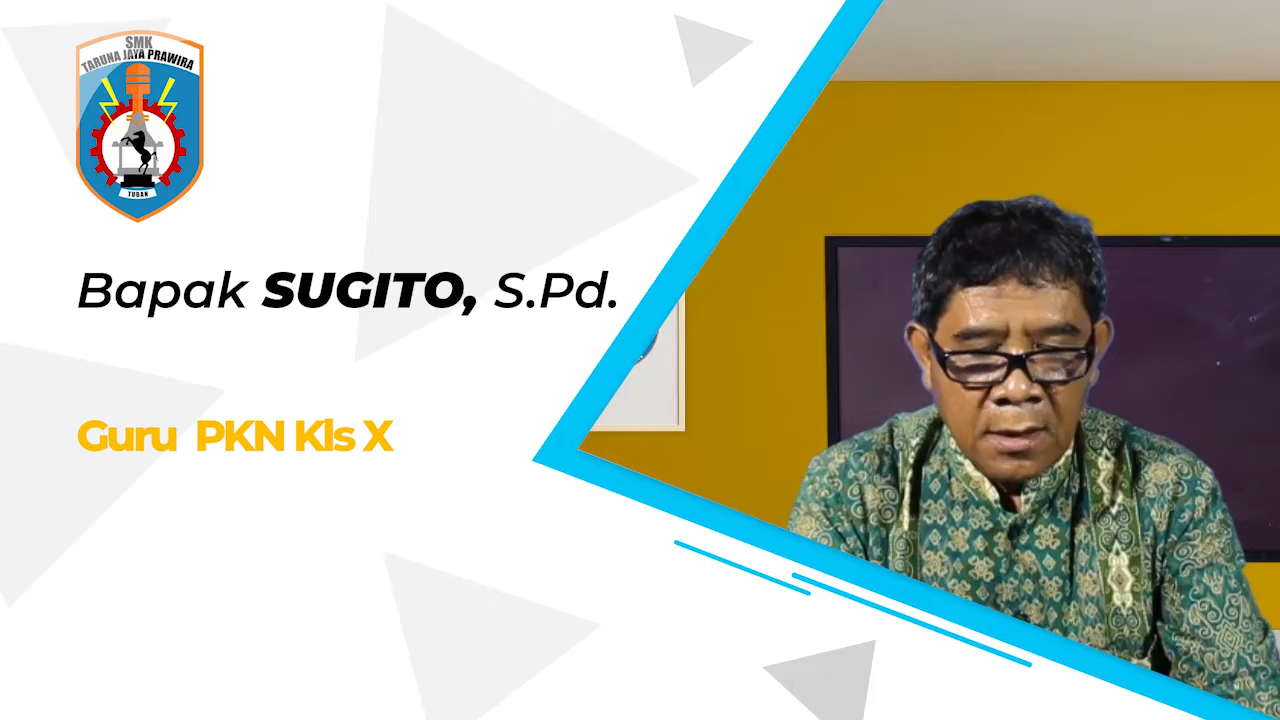 SMK
TARUNA JAYA PRAWIRA
TUBAN
Bapak SUGITO, S.Pd.
Guru PKN Kls X